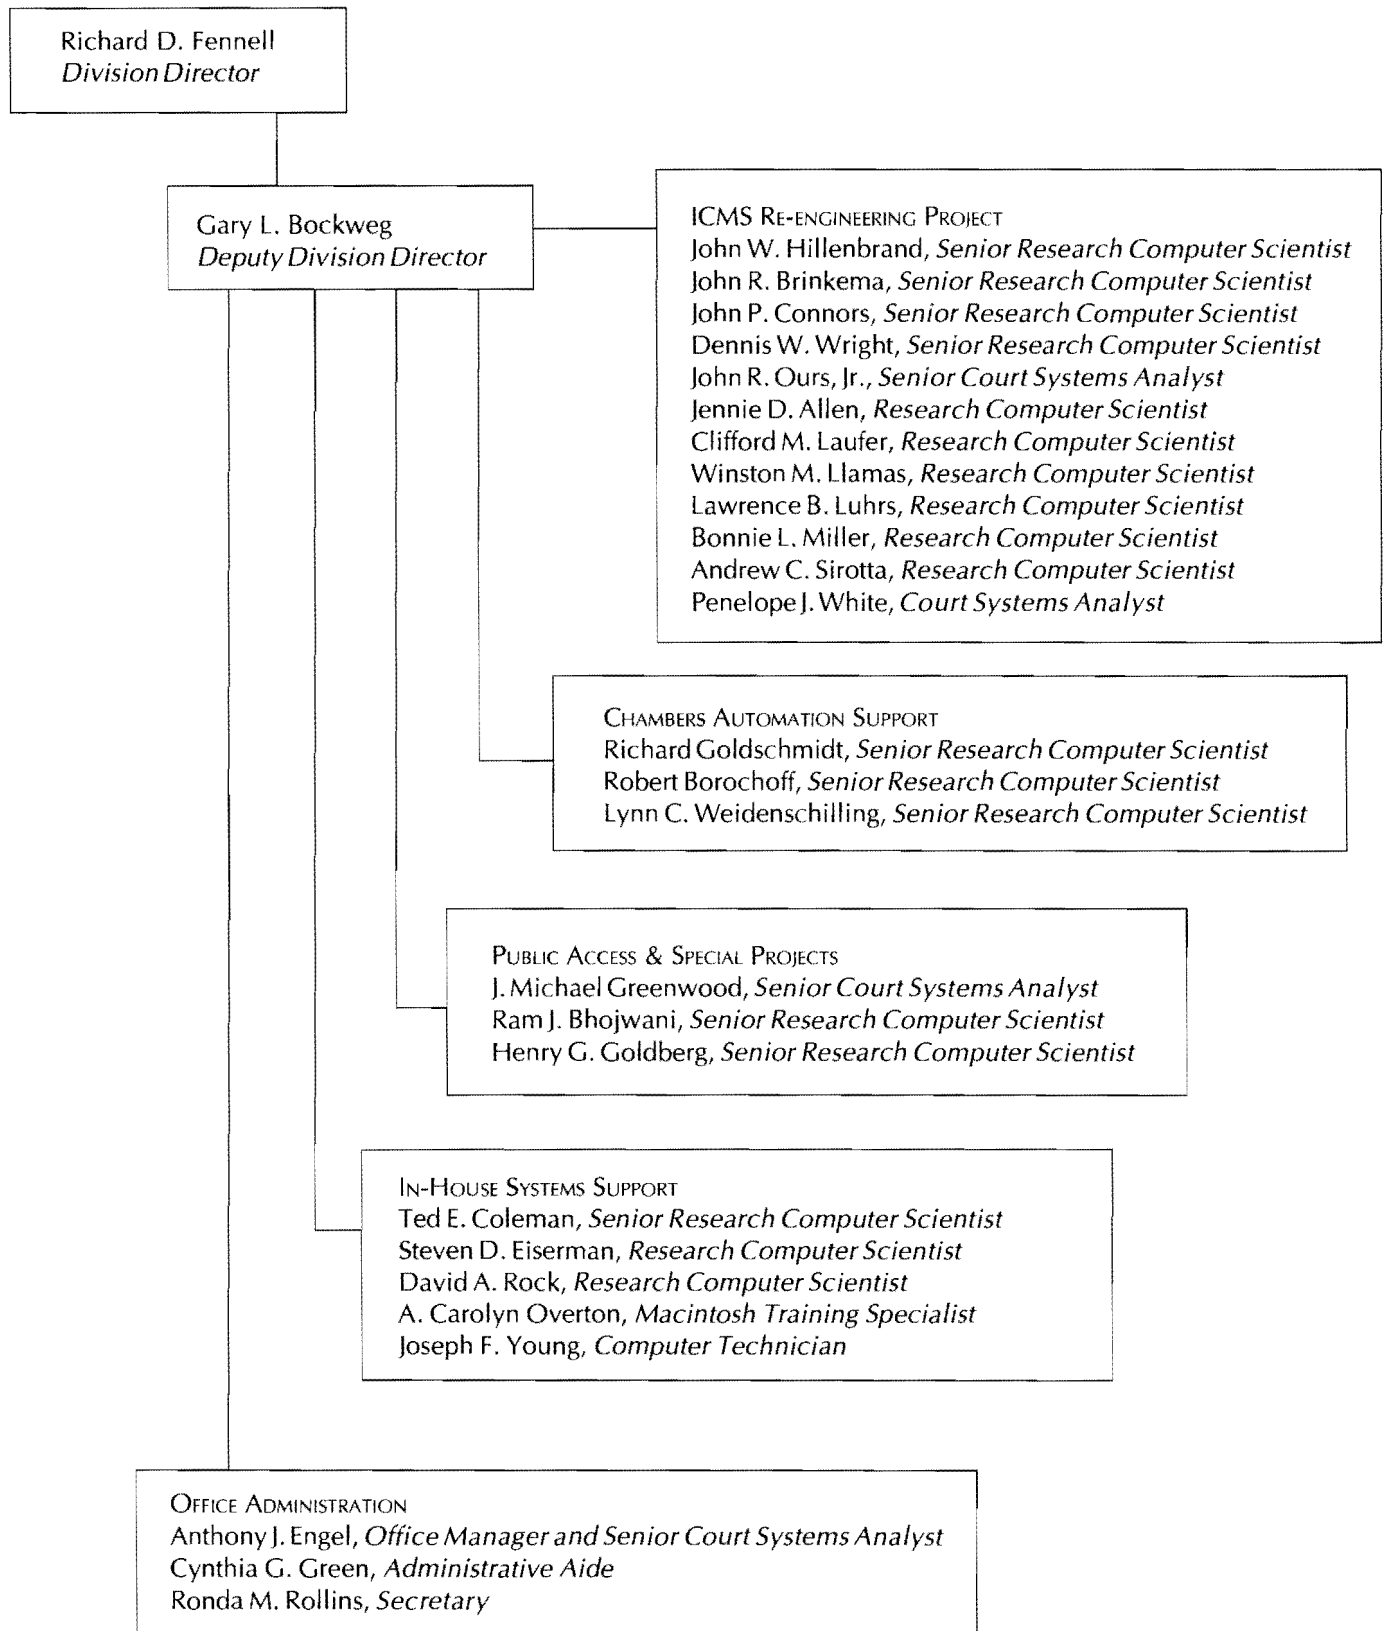 Richard D. Fennell
Division Director
Gary L. Bockweg
Deputy Division Director
ICMS RE-ENGINEERING PROJECT
John W. Hillenbrand, Senior Research Computer Scientist
John R. Brinkema, Senior Research Computer Scientist
John P. Connors, Senior Research Computer Scientist
Dennis W. Wright, Senior Research Computer Scientist
John R. Ours, Jr., Senior Court Systems Analyst
Jennie D. Allen, Research Computer Scientist
Clifford M. Laufer, Research Computer Scientist
Winston M. Llamas, Research Computer Scientist
Lawrence B. Luhrs, Research Computer Scientist
Bonnie L. Miller, Research Computer Scientist
Andrew C. Sirotta, Research Computer Scientist
Penelope J. White, Court Systems Analyst
CHAMBERS AUTOMATION SUPPORT
Richard Goldschmidt, Senior Research Computer Scientist
Robert Borochoff, Senior Research Computer Scientist
Lynn C. Weidenschilling, Senior Research Computer Scientist
PUBLIC ACCESS & SPECIAL PROJECTS
J. Michael Greenwood, Senior Court Systems Analyst
Ram J. Bhojwani, Senior Research Computer Scientist
Henry G. Goldberg, Senior Research Computer Scientist
IN-HOUSE SYSTEMS SUPPORT
Ted E. Coleman, Senior Research Computer Scientist
Steven D. Eiserman, Research Computer Scientist
David A. Rock, Research Computer Scientist
A. Carolyn Overton, Macintosh Training Specialist
Joseph F. Young, Computer Technician
OFFICE ADMINISTRATION
Anthony J. Engel, Office Manager and Senior Court Systems Analyst
Cynthia G. Green, Administrative Aide
Ronda M. Rollins, Secretary